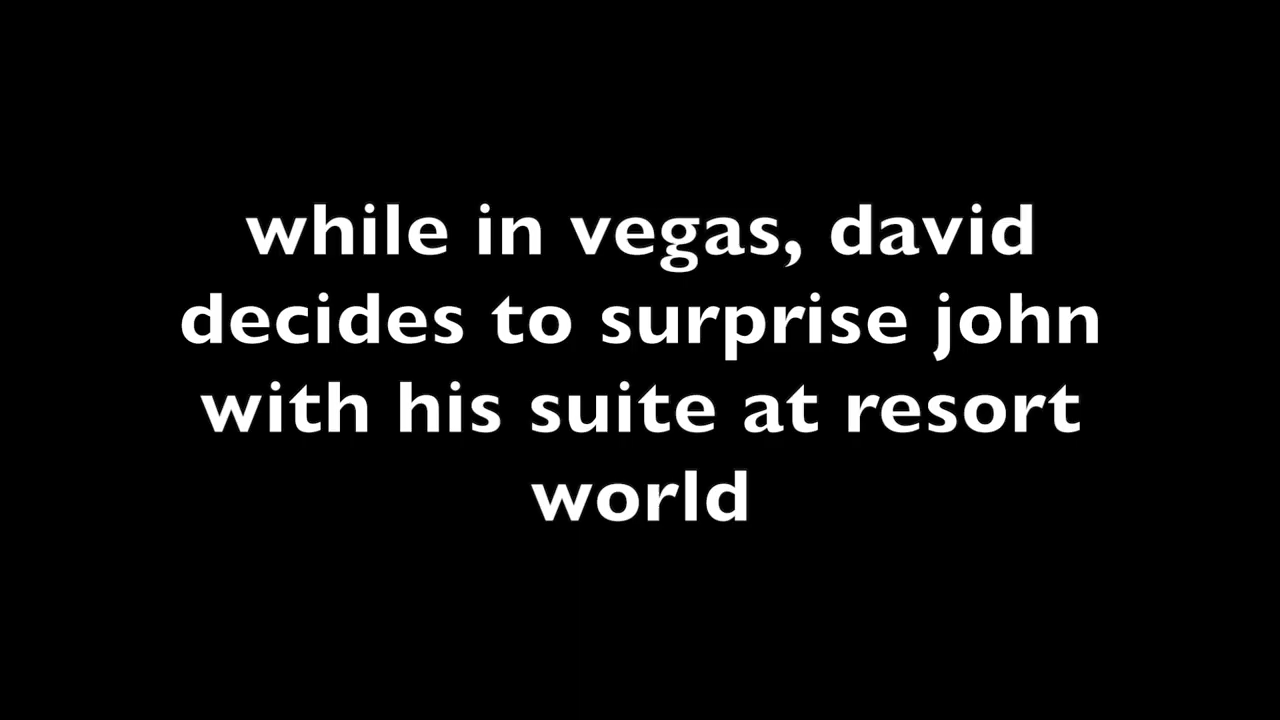 while in vegas, david
decides to surprise john
with his suite at resort
world